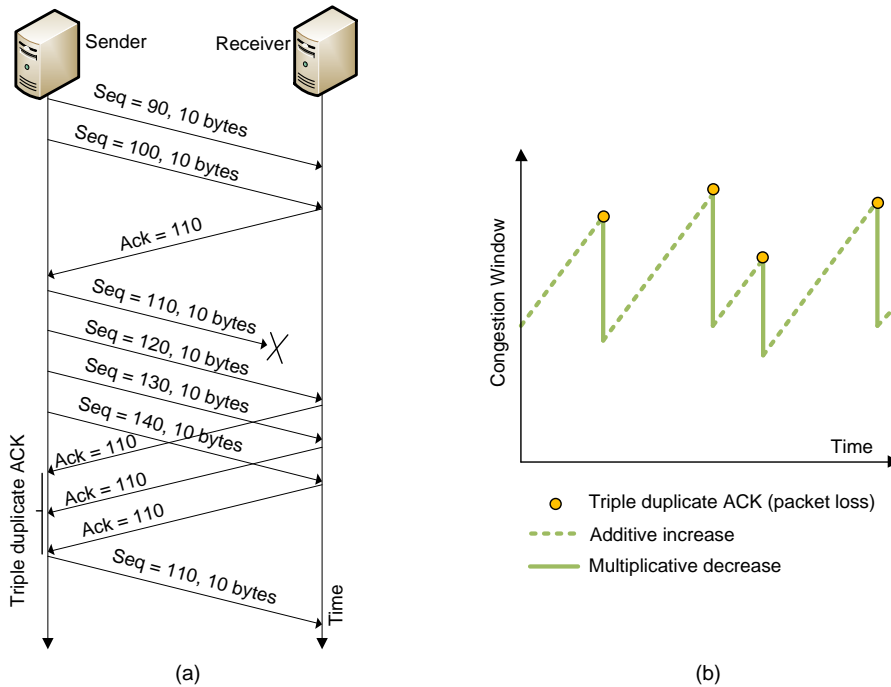 Sender
Receiver
Seq = 90, 10 bytes
Seq = 100, 10 bytes
Ack = 110
Seq = 110, 10 bytes
Seq = 120, 10 bytes
Seq = 130, 10 bytes
Seq = 140, 10 bytes
Ack = 110
Ack = 110
Ack = 110
Seq = 110, 10 bytes
Triple duplicate ACK
Time
(a)
Congestion Window
Time
Triple duplicate ACK (packet loss)
Additive increase
Multiplicative decrease
(b)